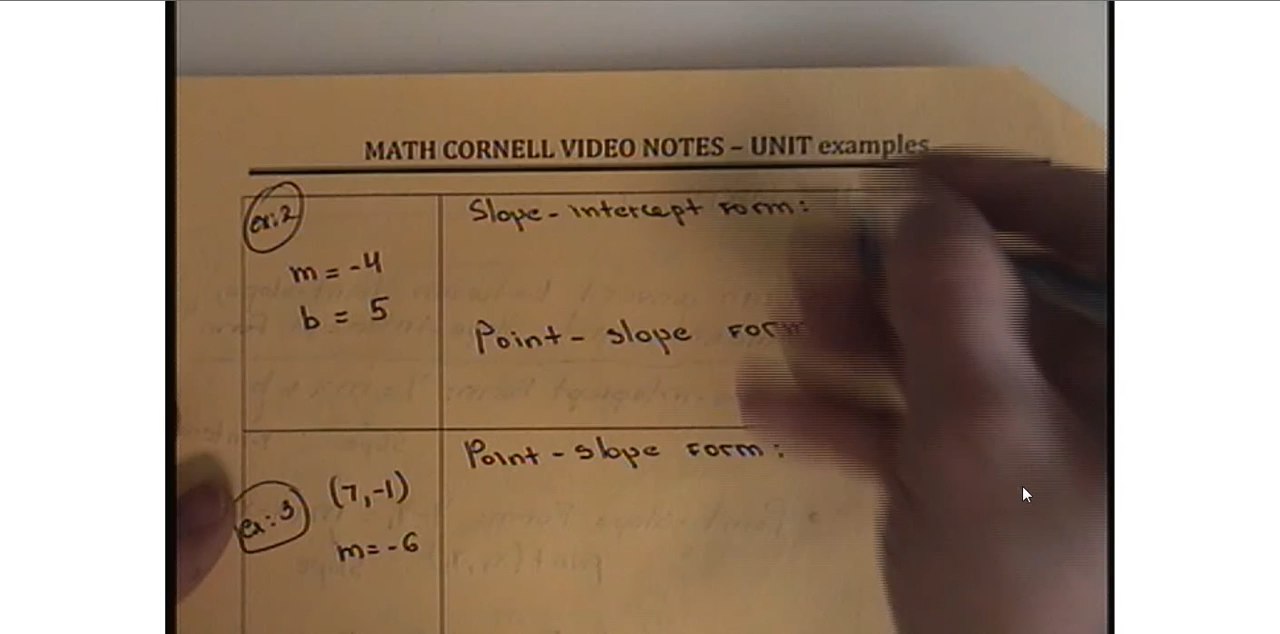 MATH CORNELL VIDEO NOTES – UNIT examples
ex:2
m = -4
b = 5
Slope-intercept Form:
Point-slope Form
ex:3
(7,-1)
m=-6
Point-slope Form: